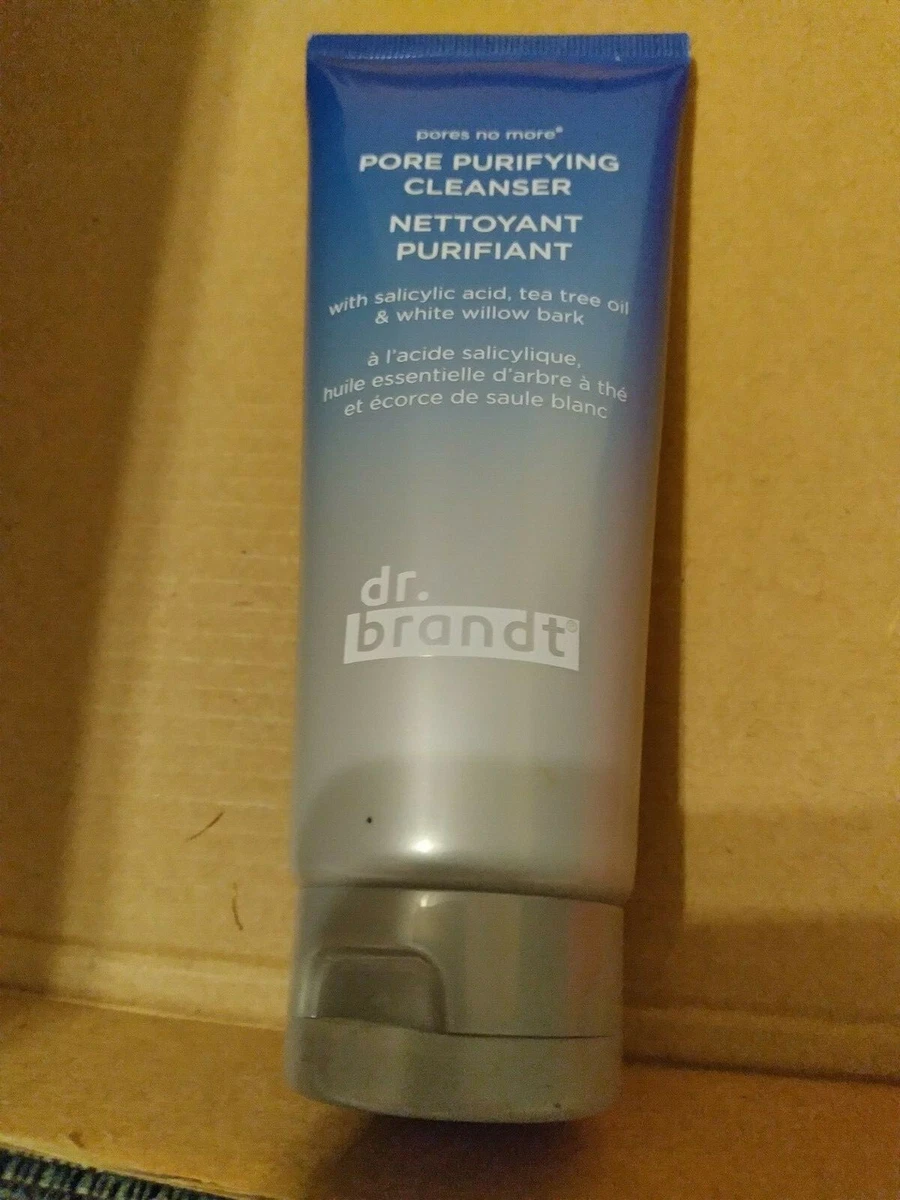 pores no more®
PORE PURIFYING
CLEANSER
NETTOYANT
PURIFIANT
with salicylic acid, tea tree oil
& white willow bark
à l'acide salicylique,
huile essentielle d'arbre à thé
et écorce de saule blanc
dr.
brandt®